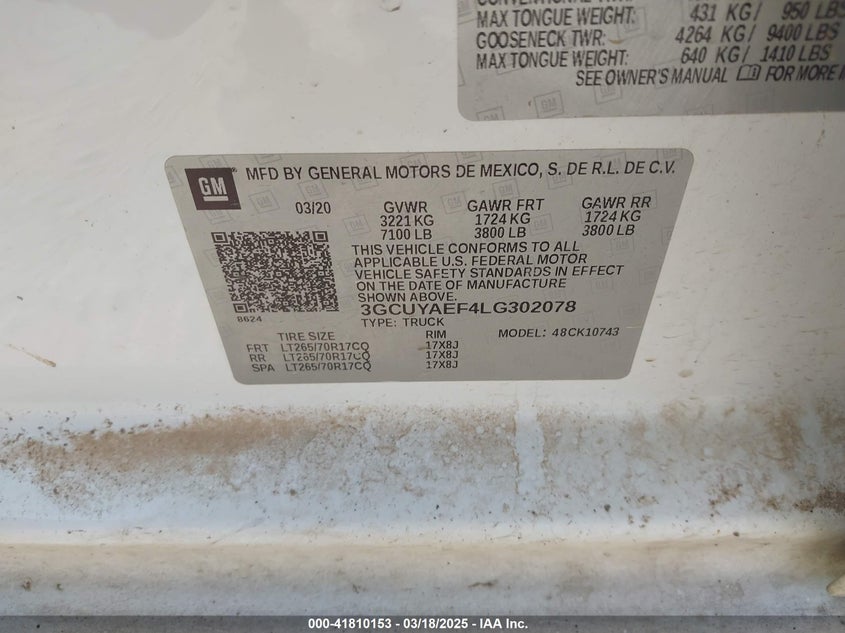 MAX TONGUE WEIGHT: 431 KG/ 950 LBS
GOOSENECK TWR: 4264 KG/ 9400 LBS
MAX TONGUE WEIGHT: 640 KG/ 1410 LBS
SEE OWNER'S MANUAL FOR MORE
GM MFD BY GENERAL MOTORS DE MEXICO, S. DE R.L. DE C.V.
03/20 GVWR GAWR FRT GAWR RR
3221 KG 1724 KG 1724 KG
7100 LB 3800 LB 3800 LB
THIS VEHICLE CONFORMS TO ALL
APPLICABLE U.S. FEDERAL MOTOR
VEHICLE SAFETY STANDARDS IN EFFECT
ON THE DATE OF MANUFACTURE
SHOWN ABOVE.
3GCUYAEF4LG302078
8624
TYPE: TRUCK MODEL: 48CK10743
TIRE SIZE RIM
FRT LT265/70R17CQ 17X8J
RR LT265/70R17CQ 17X8J
SPA LT265/70R17CQ 17X8J
000-41810153 — 03/18/2025 — IAA Inc.